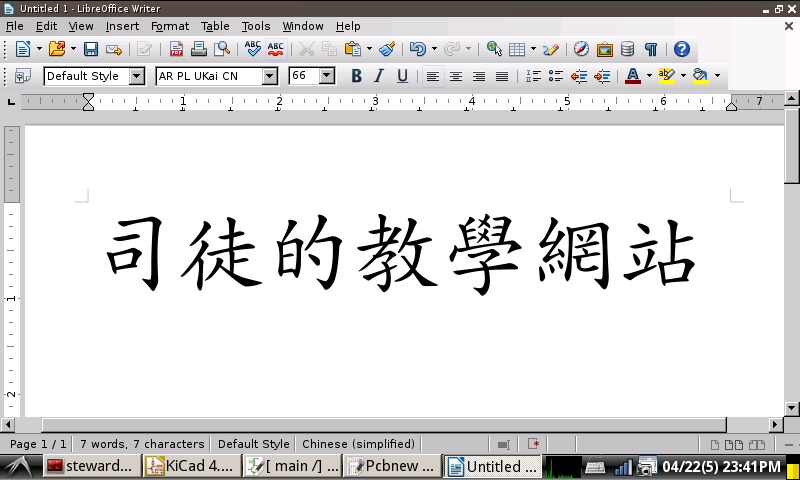 Untitled 1 - LibreOffice Writer
File Edit View Insert Format Table Tools Window Help
Default Style AR PL UKai CN 66 B I U A
1 2 3 4 5 6 7
司徒的教學網站
1
2
Page 1 / 1 7 words, 7 characters Default Style Chinese (simplified)
steward... KiCad 4.... [ main /] ... Pcbnew ... Untitled ... 04/22(5) 23:41PM